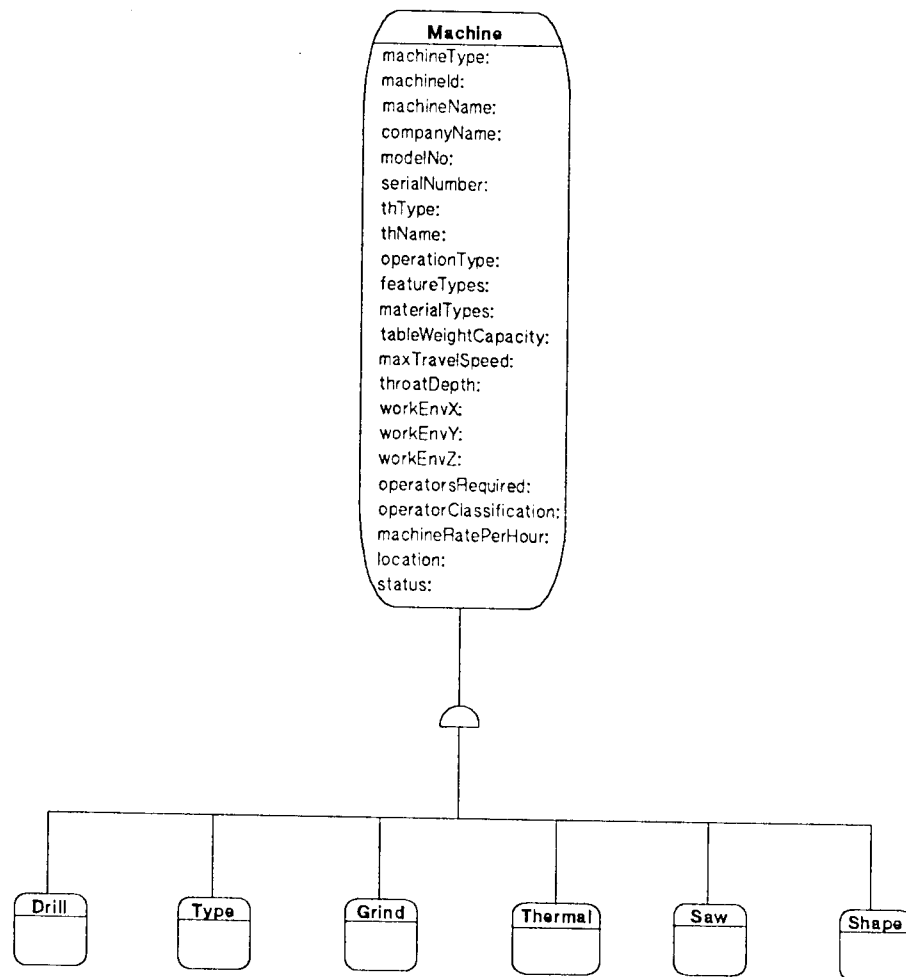 Machine
machineType:
machineId:
machineName:
companyName:
modelNo:
serialNumber:
thType:
thName:
operationType:
featureTypes:
materialTypes:
tableWeightCapacity:
maxTravelSpeed:
throatDepth:
workEnvX:
workEnvY:
workEnvZ:
operatorsRequired:
operatorClassification:
machineRatePerHour:
location:
status:
Drill
Type
Grind
Thermal
Saw
Shape